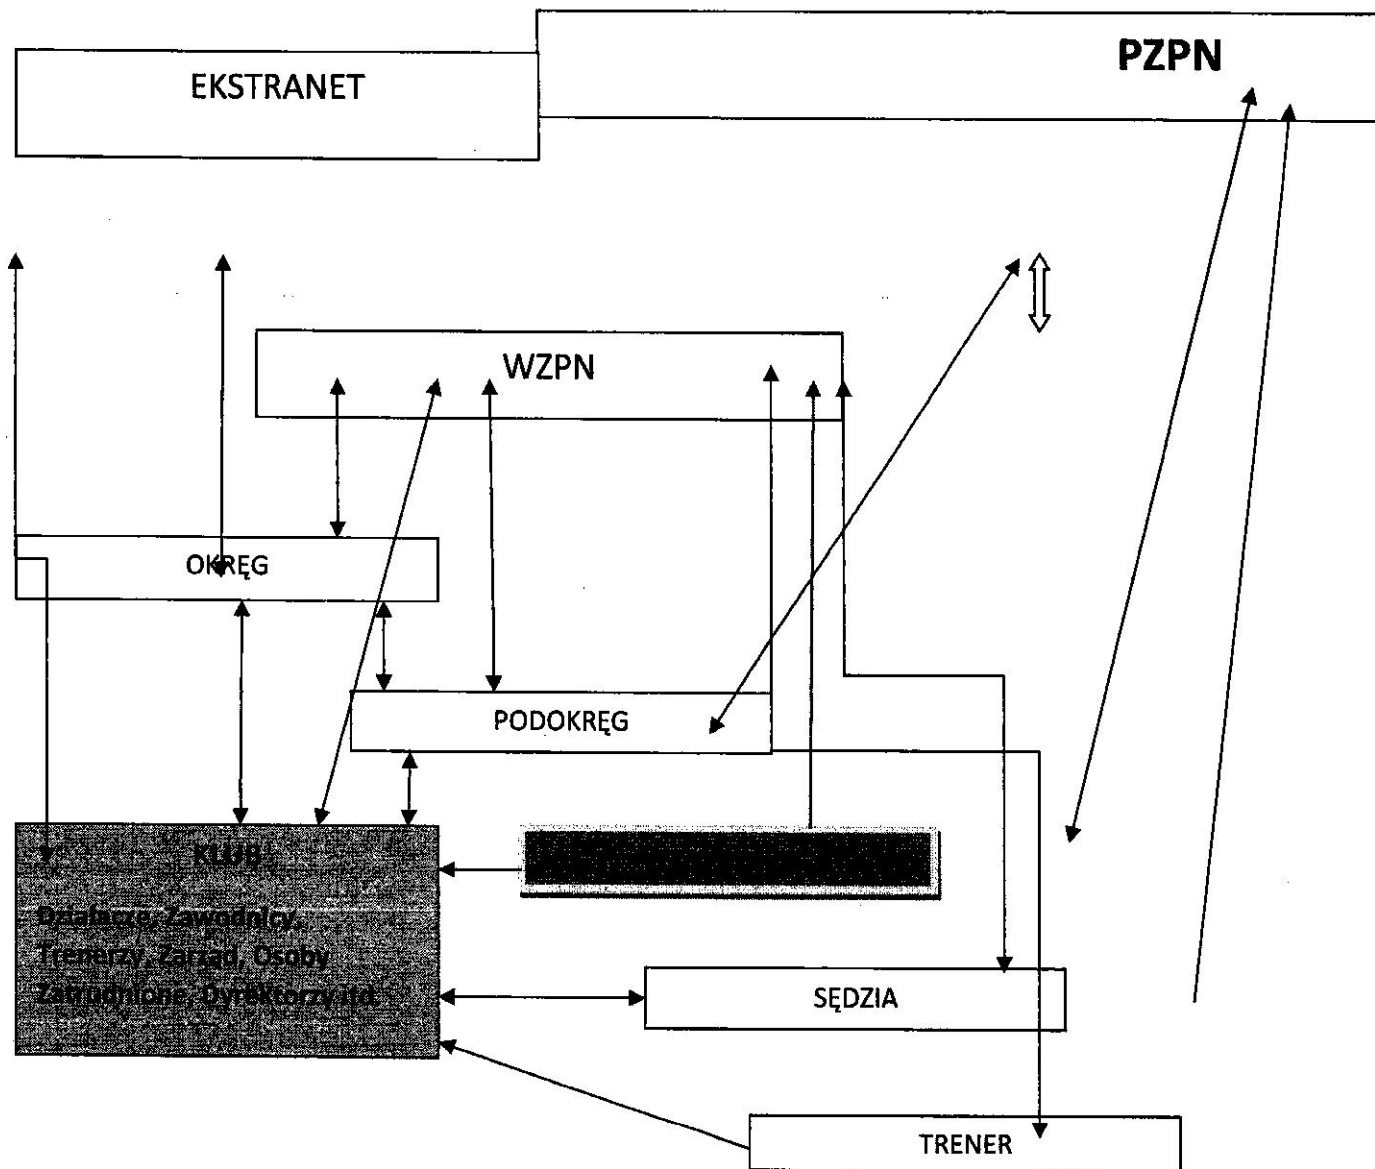 PZPN
EKSTRANET
WZPN
OKRĘG
PODOKRĘG
KLUB
Działacze, Zawodnicy,
Trenerzy, Zarząd, Osoby
Zatrudnione, Dyrektorzy itd
SĘDZIA
TRENER